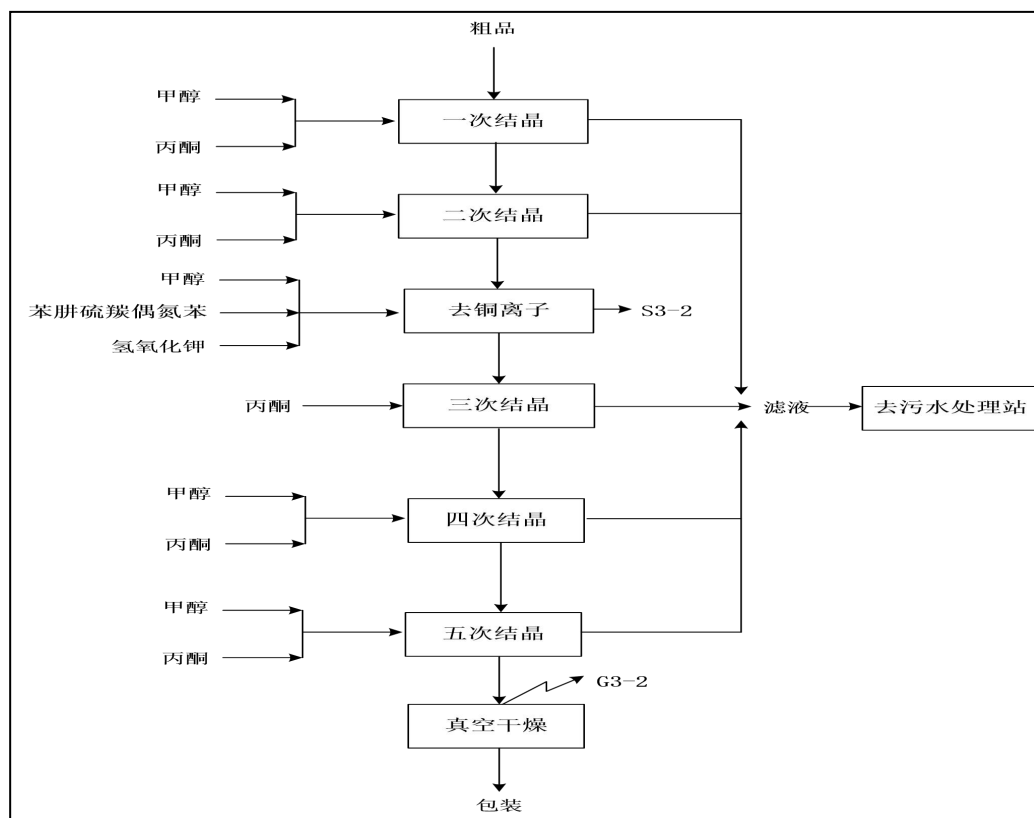 粗品
甲醇
一次结晶
丙酮
甲醇
二次结晶
丙酮
甲醇
苯肼硫羰偶氮苯
去铜离子
S3-2
氢氧化钾
丙酮
三次结晶
滤液
去污水处理站
甲醇
四次结晶
丙酮
甲醇
五次结晶
丙酮
G3-2
真空干燥
包装